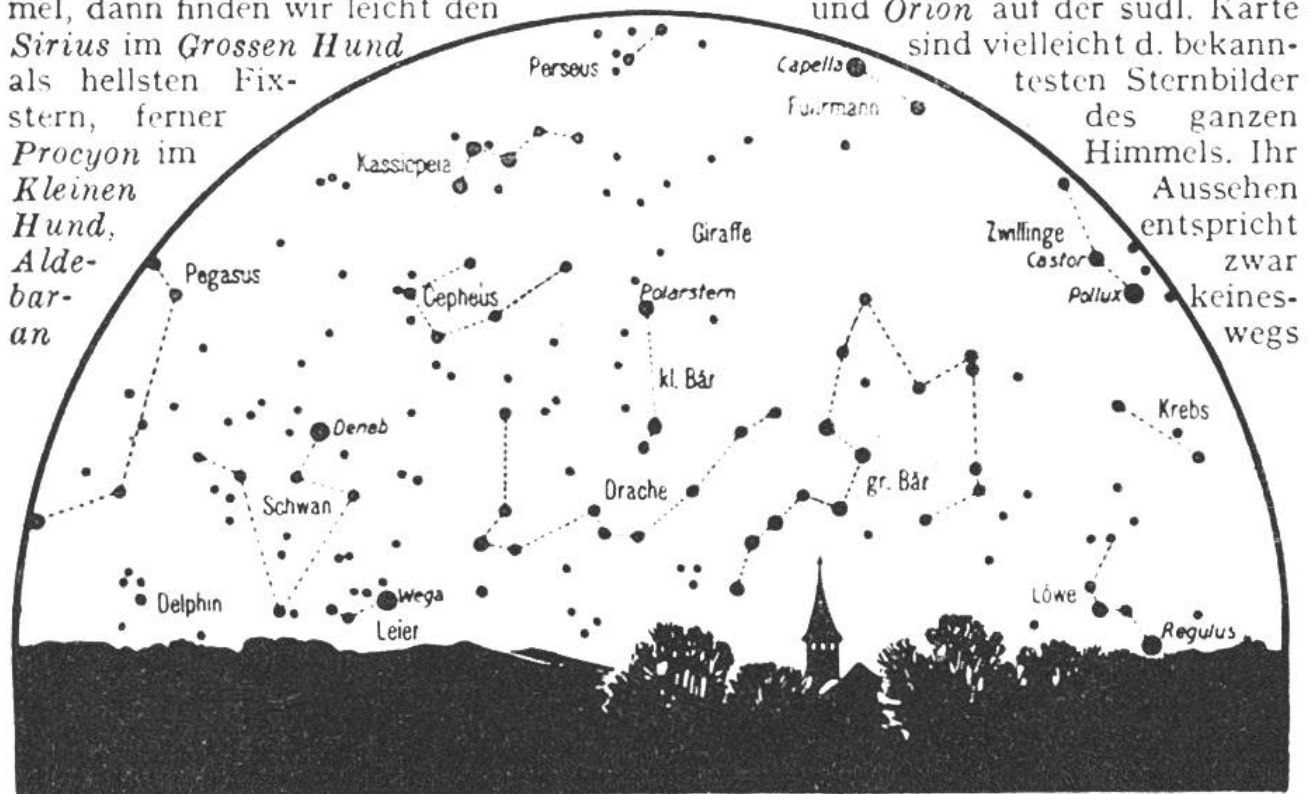 mel, dann finden wir leicht den
Sirius im Grossen Hund
als hellsten Fix-
stern, ferner
Procyon im
Kleinen
Hund,
Alde-
bar-
an
und Orion auf der südl. Karte
sind vielleicht d. bekann-
testen Sternbilder
des ganzen
Himmels. Ihr
Aussehen
entspricht
zwar
keines-
wegs
Perseus
Capella
Fuhrmann
Kassiopeia
Giraffe
Zwillinge
Castor
Pollux
Pegasus
Cepheus
Polarstern
kl. Bär
Krebs
Deneb
Schwan
Drache
gr. Bär
Delphin
Wega
Leier
Löwe
Regulus